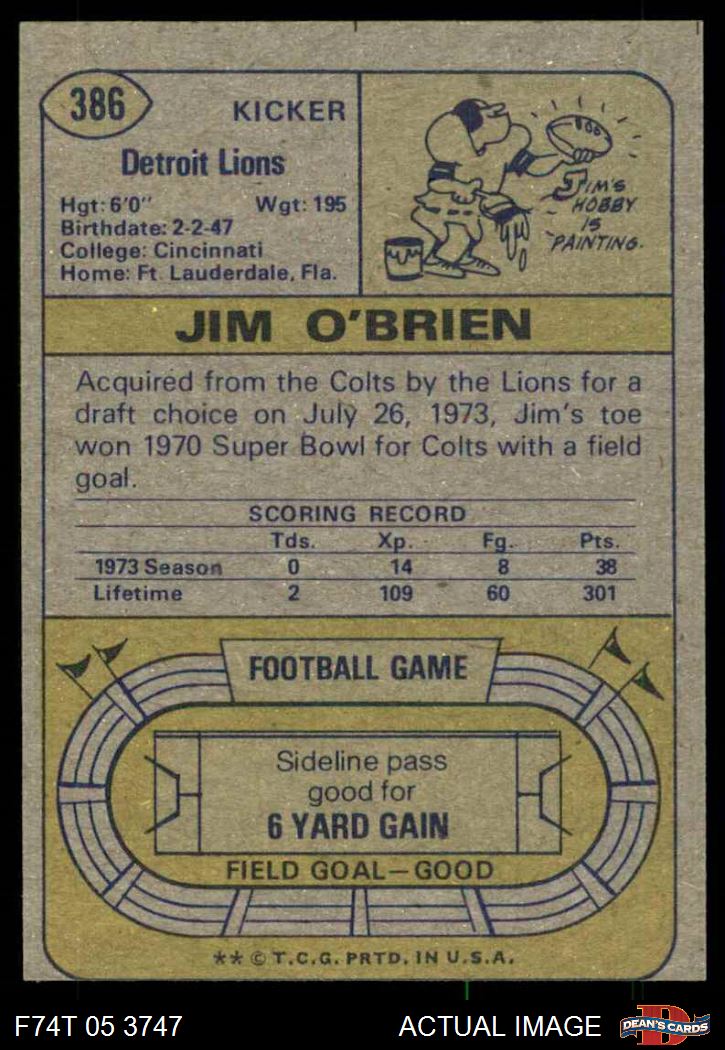 386
KICKER
Detroit Lions
Hgt: 6'0" Wgt: 195
Birthdate: 2-2-47
College: Cincinnati
Home: Ft. Lauderdale, Fla.
JIM'S
HOBBY
IS
PAINTING.
JIM O'BRIEN
Acquired from the Colts by the Lions for a
draft choice on July 26, 1973, Jim's toe
won 1970 Super Bowl for Colts with a field
goal.
SCORING RECORD
Tds. Xp. Fg. Pts.
1973 Season 0 14 8 38
Lifetime 2 109 60 301
FOOTBALL GAME
Sideline pass
good for
6 YARD GAIN
FIELD GOAL—GOOD
** © T.C.G. PRTD. IN U.S.A.
F74T 05 3747 ACTUAL IMAGE
D
DEAN'S CARDS